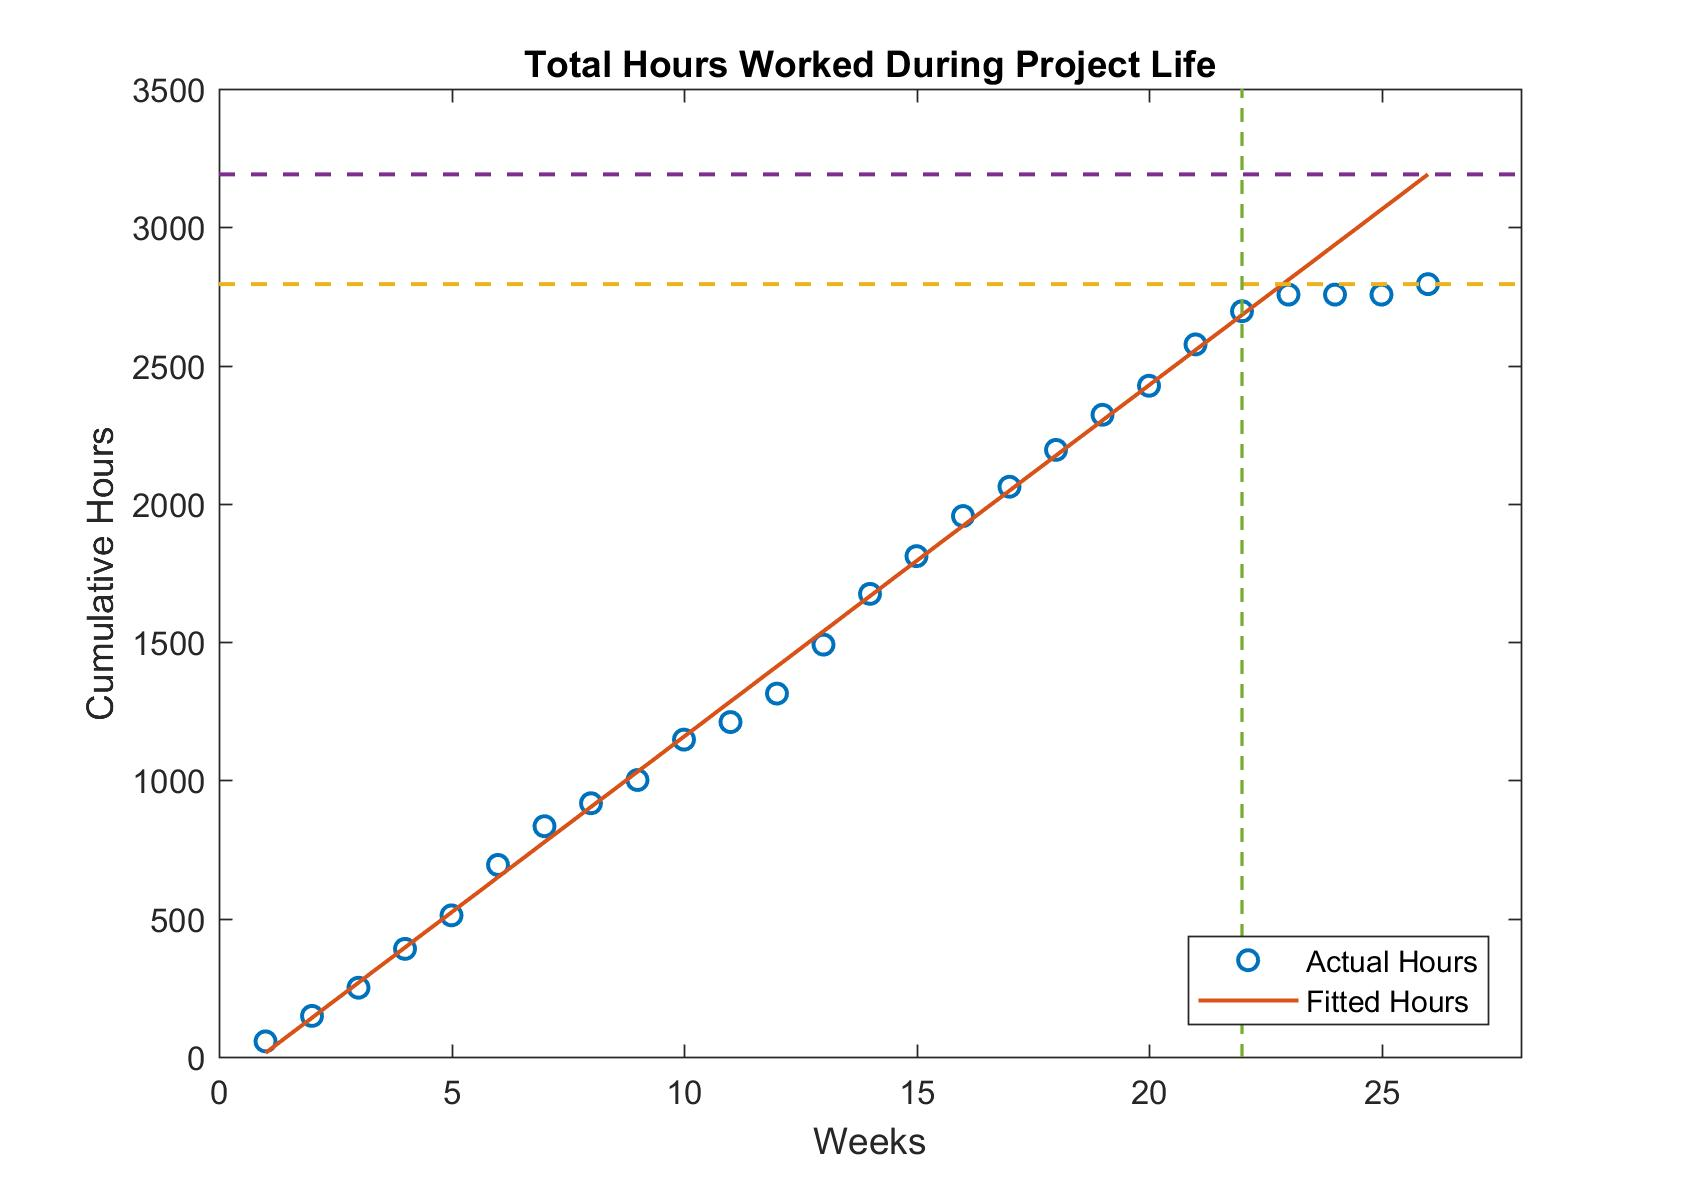 Total Hours Worked During Project Life
3500
3000
2500
2000
1500
1000
500
0
Cumulative Hours
0 5 10 15 20 25
Weeks
Actual Hours
Fitted Hours